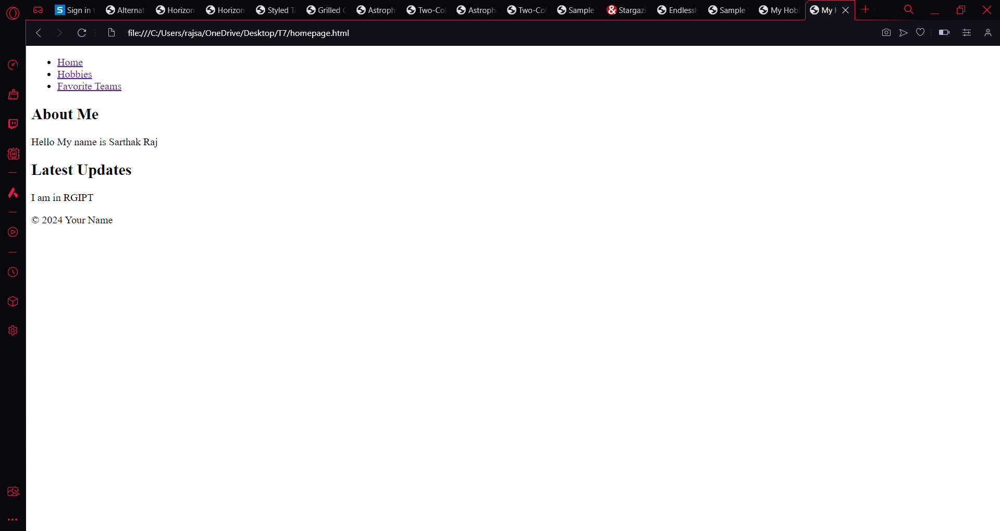 Sign in t
Alternat
Horizon
Horizon
Styled Ta
Grilled C
Astroph
Two-Col
Astroph
Two-Col
Sample
Stargazi
Endlessl
Sample
My Hob
My H
file:///C:/Users/rajsa/OneDrive/Desktop/T7/homepage.html
Home
Hobbies
Favorite Teams
About Me
Hello My name is Sarthak Raj
Latest Updates
I am in RGIPT
© 2024 Your Name